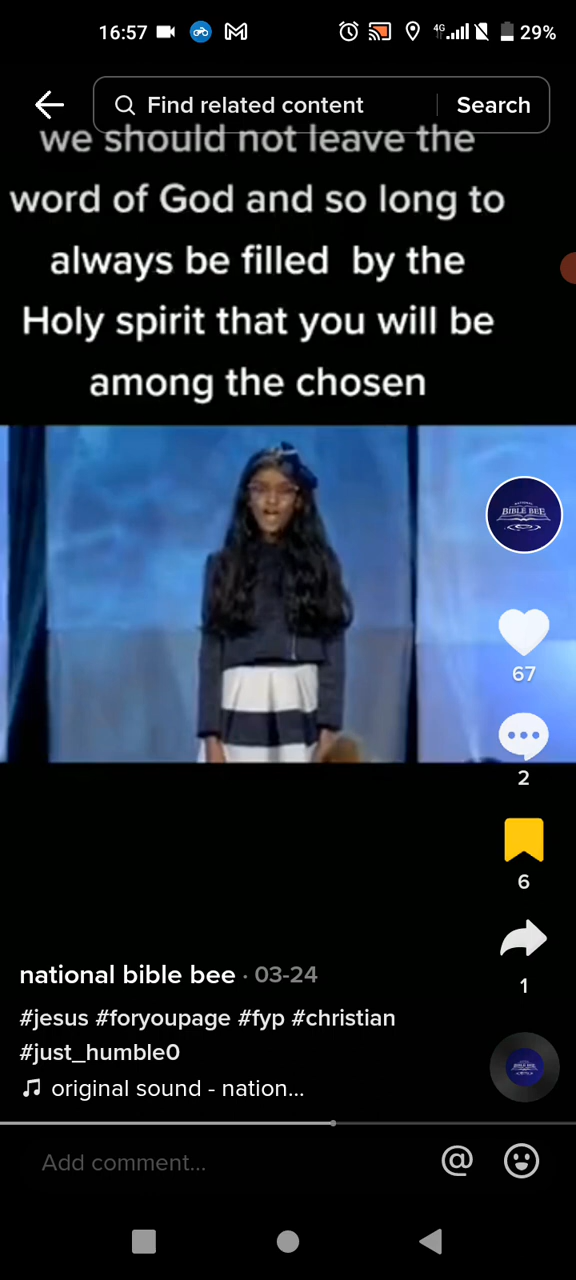 16:57
4G 29%
Find related content Search
we should not leave the
word of God and so long to
always be filled by the
Holy spirit that you will be
among the chosen
BIBLE BEE
67
2
6
1
national bible bee · 03-24
#jesus #foryoupage #fyp #christian
#just_humble0
original sound - nation...
Add comment...